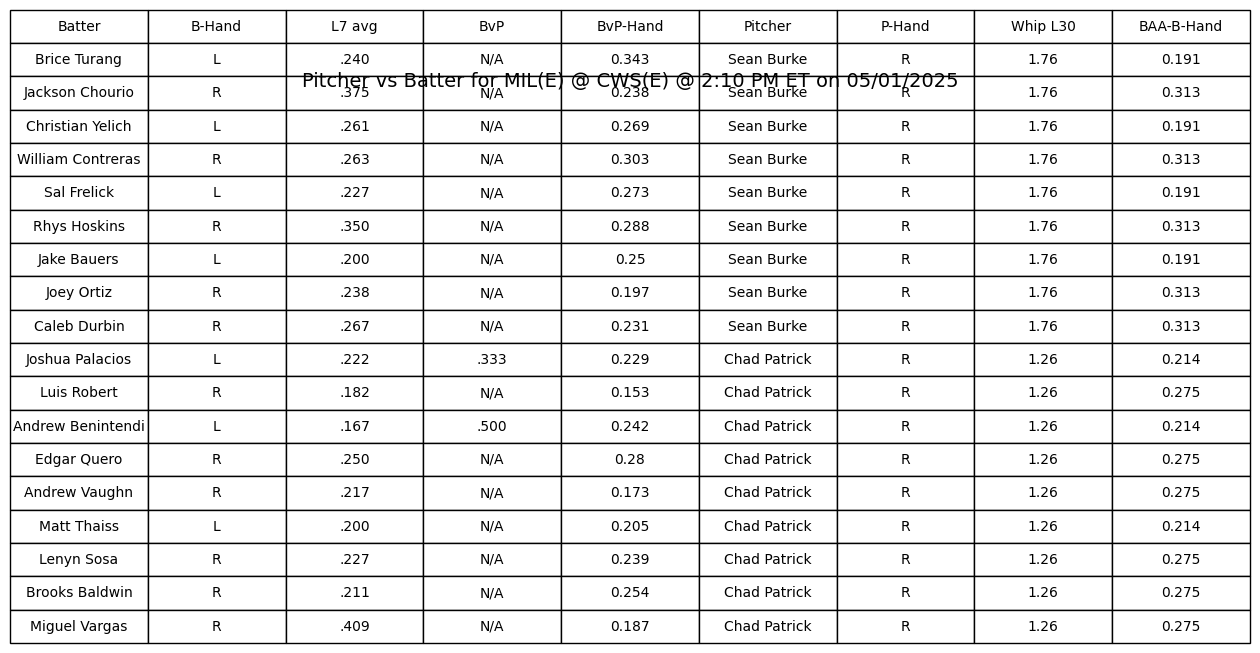 Batter B-Hand L7 avg BvP BvP-Hand Pitcher P-Hand Whip L30 BAA-B-Hand
Brice Turang L .240 N/A 0.343 Sean Burke R 1.76 0.191
Pitcher vs Batter for MIL(E) @ CWS(E) @ 2:10 PM ET on 05/01/2025
Jackson Chourio R .375 N/A 0.238 Sean Burke R 1.76 0.313
Christian Yelich L .261 N/A 0.269 Sean Burke R 1.76 0.191
William Contreras R .263 N/A 0.303 Sean Burke R 1.76 0.313
Sal Frelick L .227 N/A 0.273 Sean Burke R 1.76 0.191
Rhys Hoskins R .350 N/A 0.288 Sean Burke R 1.76 0.313
Jake Bauers L .200 N/A 0.25 Sean Burke R 1.76 0.191
Joey Ortiz R .238 N/A 0.197 Sean Burke R 1.76 0.313
Caleb Durbin R .267 N/A 0.231 Sean Burke R 1.76 0.313
Joshua Palacios L .222 .333 0.229 Chad Patrick R 1.26 0.214
Luis Robert R .182 N/A 0.153 Chad Patrick R 1.26 0.275
Andrew Benintendi L .167 .500 0.242 Chad Patrick R 1.26 0.214
Edgar Quero R .250 N/A 0.28 Chad Patrick R 1.26 0.275
Andrew Vaughn R .217 N/A 0.173 Chad Patrick R 1.26 0.275
Matt Thaiss L .200 N/A 0.205 Chad Patrick R 1.26 0.214
Lenyn Sosa R .227 N/A 0.239 Chad Patrick R 1.26 0.275
Brooks Baldwin R .211 N/A 0.254 Chad Patrick R 1.26 0.275
Miguel Vargas R .409 N/A 0.187 Chad Patrick R 1.26 0.275